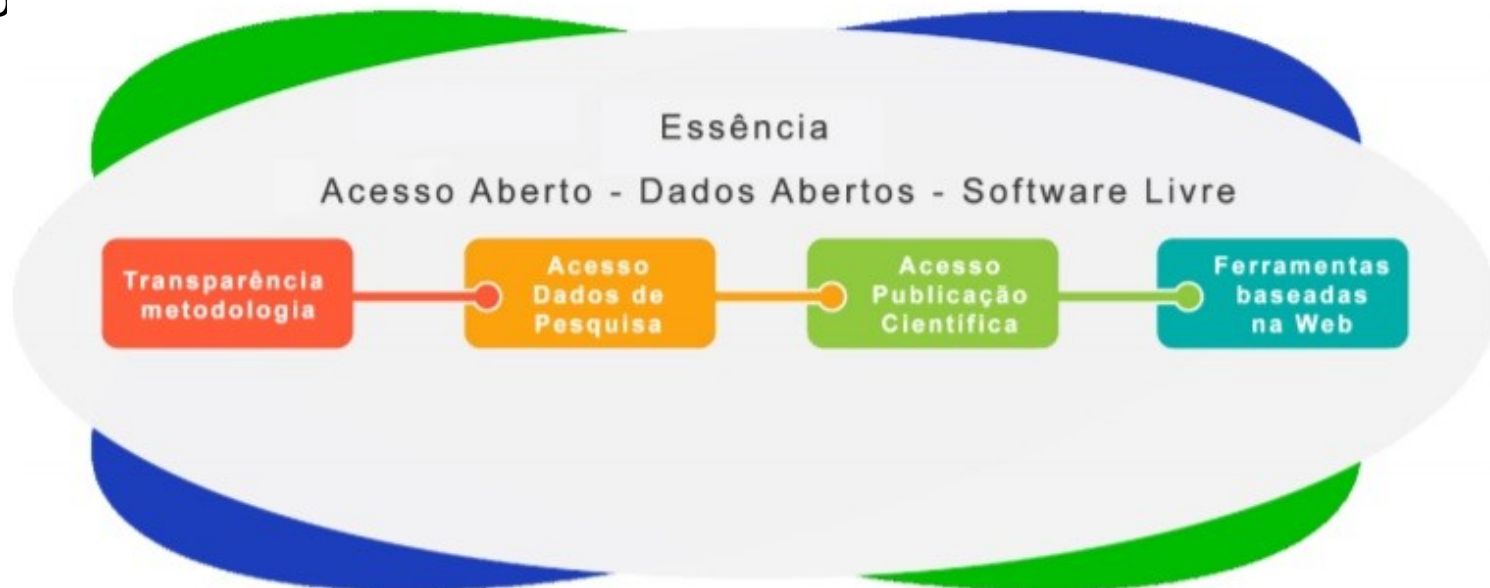 Essência
Acesso Aberto - Dados Abertos - Software Livre
Transparência
metodologia
Acesso
Dados de
Pesquisa
Acesso
Publicação
Científica
Ferramentas
baseadas
na Web